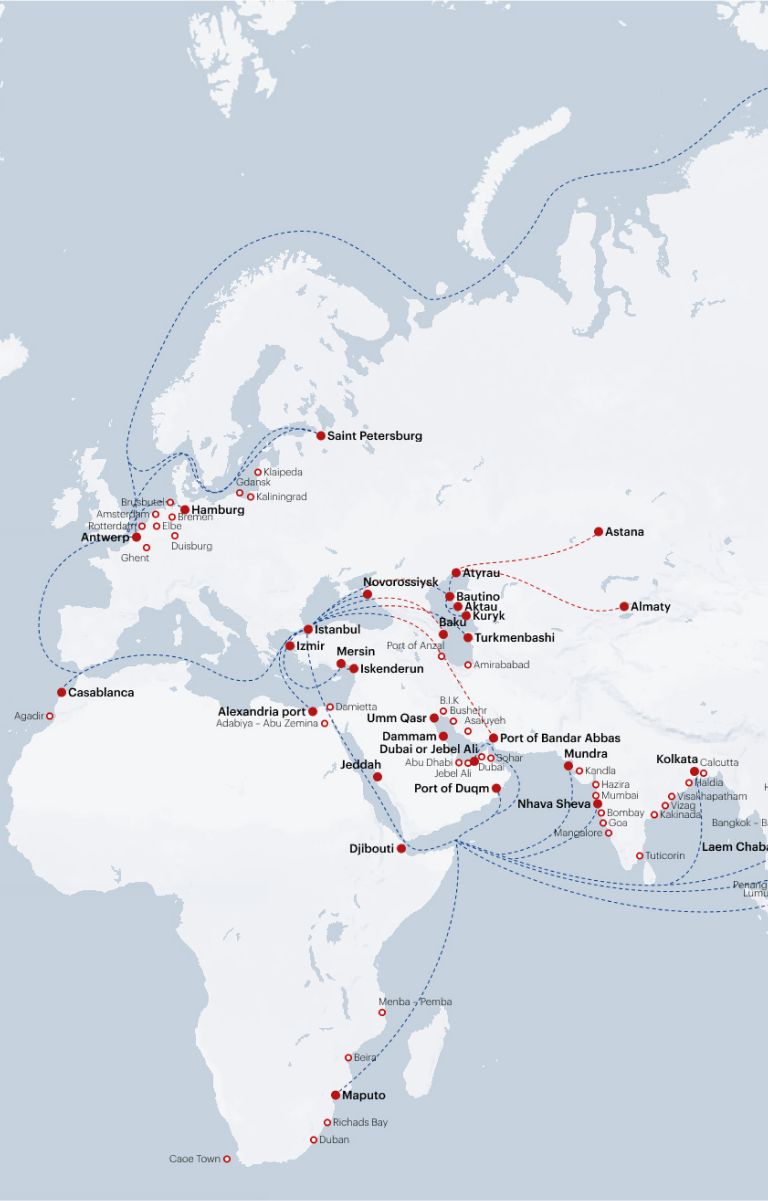 Saint Petersburg
Klaipeda
Gdansk
Kaliningrad
Brusbutel
Hamburg
Amsterdam
Bremen
Rotterdam
Elbe
Antwerp
Duisburg
Ghent
Astana
Atyrau
Novorossiysk
Bautino
Aktau
Almaty
Kuryk
Baku
Istanbul
Turkmenbashi
Izmir
Port of Anzal
Mersin
Amirabad
Iskenderun
Casablanca
B.I.K
Damietta
Bushehr
Alexandria port
Agadir
Umm Qasr
Asaluyeh
Adabiya – Abu Zemina
Dammam
Port of Bandar Abbas
Dubai or Jebel Ali
Mundra
Sohar
Kolkata
Calcutta
Abu Dhabi
Jeddah
Dubai
Jebel Ali
Kandla
Haldia
Port of Duqm
Hazira
Mumbai
Visakhapatham
Nhava Sheva
Vizag
Bombay
Kakinada
Goa
Bangkok – B
Mangalore
Djibouti
Laem Chaba
Tuticorin
Penang
Lumu
Menba – Pemba
Beira
Maputo
Richads Bay
Duban
Caoe Town